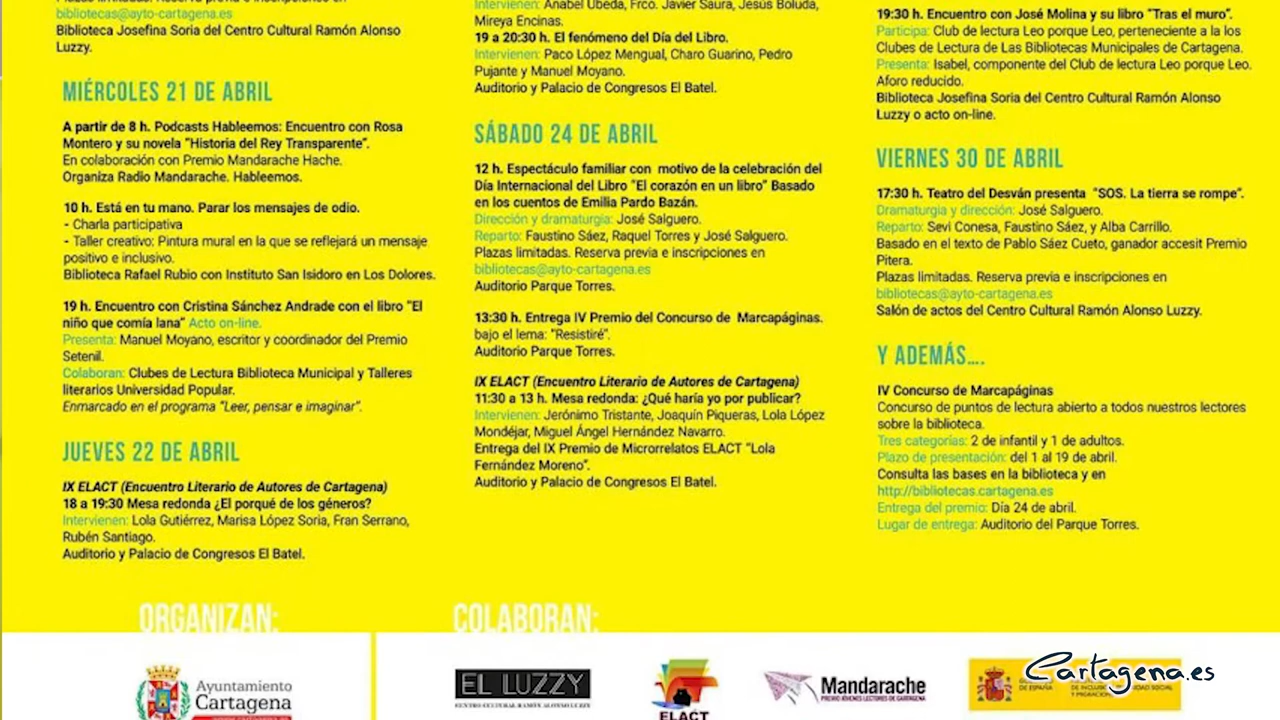 bibliotecas@ayto-cartagena.es
Biblioteca Josefina Soria del Centro Cultural Ramón Alonso
Luzzy.
MIÉRCOLES 21 DE ABRIL
A partir de 8 h. Podcasts Hableemos: Encuentro con Rosa
Montero y su novela “Historia del Rey Transparente”.
En colaboración con Premio Mandarache Hache.
Organiza Radio Mandarache. Hableemos.
10 h. Está en tu mano. Parar los mensajes de odio.
- Charla participativa
- Taller creativo: Pintura mural en la que se reflejará un mensaje
positivo e inclusivo.
Biblioteca Rafael Rubio con Instituto San Isidoro en Los Dolores.
19 h. Encuentro con Cristina Sánchez Andrade con el libro “El
niño que comía lana” Acto on-line.
Presenta: Manuel Moyano, escritor y coordinador del Premio
Setenil.
Colaboran: Clubes de Lectura Biblioteca Municipal y Talleres
literarios Universidad Popular.
Enmarcado en el programa “Leer, pensar e imaginar”.
JUEVES 22 DE ABRIL
IX ELACT (Encuentro Literario de Autores de Cartagena)
18 a 19:30 Mesa redonda ¿El porqué de los géneros?
Intervienen: Lola Gutiérrez, Marisa López Soria, Fran Serrano,
Rubén Santiago.
Auditorio y Palacio de Congresos El Batel.
Intervienen: Anabel Úbeda, Frco. Javier Saura, Jesús Boluda,
Mireya Encinas.
19 a 20:30 h. El fenómeno del Día del Libro.
Intervienen: Paco López Mengual, Charo Guarino, Pedro
Pujante y Manuel Moyano.
Auditorio y Palacio de Congresos El Batel.
SÁBADO 24 DE ABRIL
12 h. Espectáculo familiar con motivo de la celebración del
Día Internacional del Libro “El corazón en un libro” Basado
en los cuentos de Emilia Pardo Bazán.
Dirección y dramaturgia: José Salguero.
Reparto: Faustino Sáez, Raquel Torres y José Salguero.
Plazas limitadas. Reserva previa e inscripciones en
bibliotecas@ayto-cartagena.es
Auditorio Parque Torres.
13:30 h. Entrega IV Premio del Concurso de Marcapáginas.
bajo el lema: “Resistiré”.
Auditorio Parque Torres.
IX ELACT (Encuentro Literario de Autores de Cartagena)
11:30 a 13 h. Mesa redonda: ¿Qué haría yo por publicar?
Intervienen: Jerónimo Tristante, Joaquín Piqueras, Lola López
Mondéjar, Miguel Ángel Hernández Navarro.
Entrega del IX Premio de Microrrelatos ELACT “Lola
Fernández Moreno”.
Auditorio y Palacio de Congresos El Batel.
19:30 h. Encuentro con José Molina y su libro “Tras el muro”.
Participa: Club de lectura Leo porque Leo, perteneciente a la los
Clubes de Lectura de Las Bibliotecas Municipales de Cartagena.
Presenta: Isabel, componente del Club de lectura Leo porque Leo.
Aforo reducido.
Biblioteca Josefina Soria del Centro Cultural Ramón Alonso
Luzzy o acto on-line.
VIERNES 30 DE ABRIL
17:30 h. Teatro del Desván presenta “SOS. La tierra se rompe”.
Dramaturgia y dirección: José Salguero.
Reparto: Sevi Conesa, Faustino Sáez, y Alba Carrillo.
Basado en el texto de Pablo Sáez Cueto, ganador accesit Premio
Pitera.
Plazas limitadas. Reserva previa e inscripciones en
bibliotecas@ayto-cartagena.es
Salón de actos del Centro Cultural Ramón Alonso Luzzy.
Y ADEMÁS....
IV Concurso de Marcapáginas
Concurso de puntos de lectura abierto a todos nuestros lectores
sobre la biblioteca.
Tres categorías: 2 de infantil y 1 de adultos.
Plazo de presentación: del 1 al 19 de abril.
Consulta las bases en la biblioteca y en
http://bibliotecas.cartagena.es
Entrega del premio: Día 24 de abril.
Lugar de entrega: Auditorio del Parque Torres.
ORGANIZAN:
COLABORAN:
Ayuntamiento
Cartagena
EL LUZZY
CENTRO CULTURAL RAMÓN ALONSO LUZZY
ELACT
Mandarache
PREMIO JÓVENES LECTORES DE CARTAGENA
DE ESPAÑA
Cartagena.es